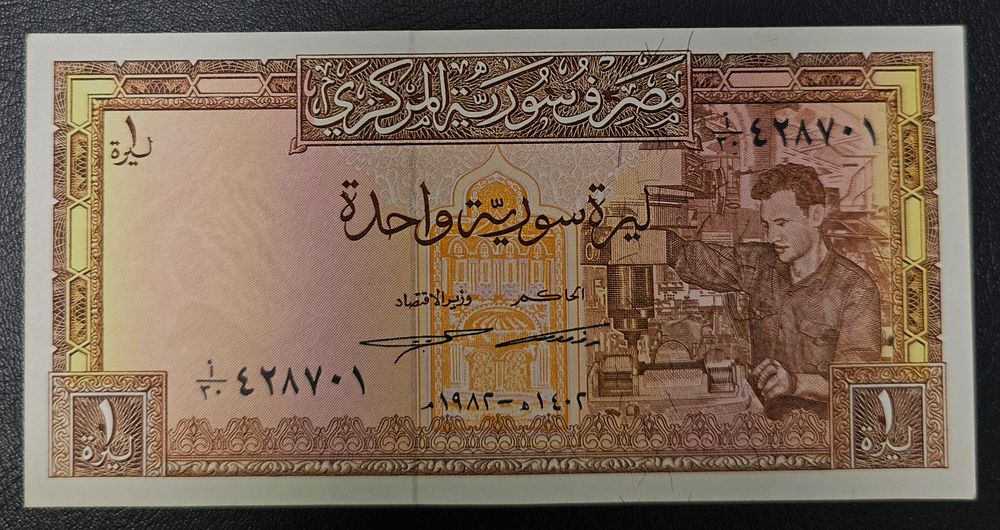 مصرف سورية المركزي
أ/٣٠ ٤٢٨٧٠١
١
ليرة
ليرة سورية واحدة
الحاكم وزير الاقتصاد
أ/٣٠ ٤٢٨٧٠١
١٤٠٢هـ - ١٩٨٢م
١
ليرة
١
ليرة